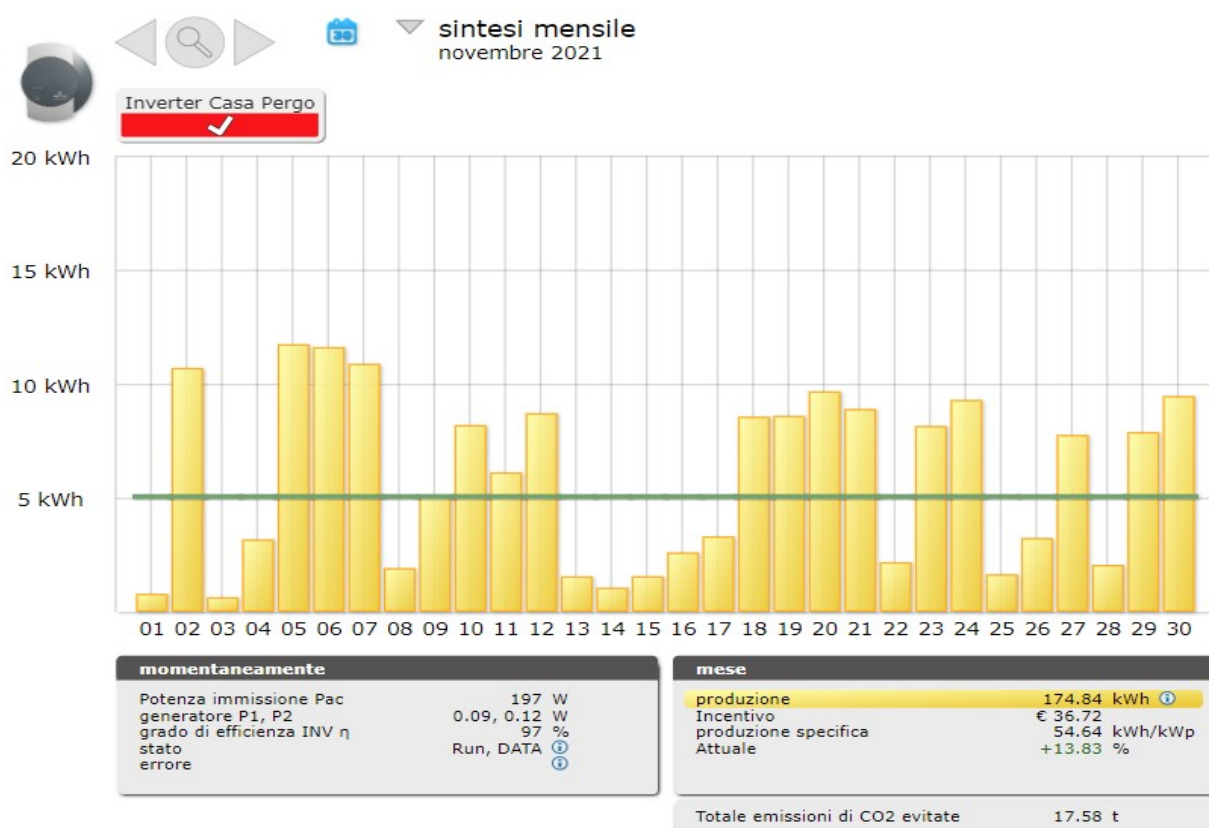 30
sintesi mensile
novembre 2021
Inverter Casa Pergo
20 kWh
15 kWh
10 kWh
5 kWh
01 02 03 04 05 06 07 08 09 10 11 12 13 14 15 16 17 18 19 20 21 22 23 24 25 26 27 28 29 30
momentaneamente
Potenza immissione Pac 197 W
generatore P1, P2 0.09, 0.12 W
grado di efficienza INV η 97 %
stato Run, DATA
errore
mese
produzione 174.84 kWh
Incentivo € 36.72
produzione specifica 54.64 kWh/kWp
Attuale +13.83 %
Totale emissioni di CO2 evitate 17.58 t